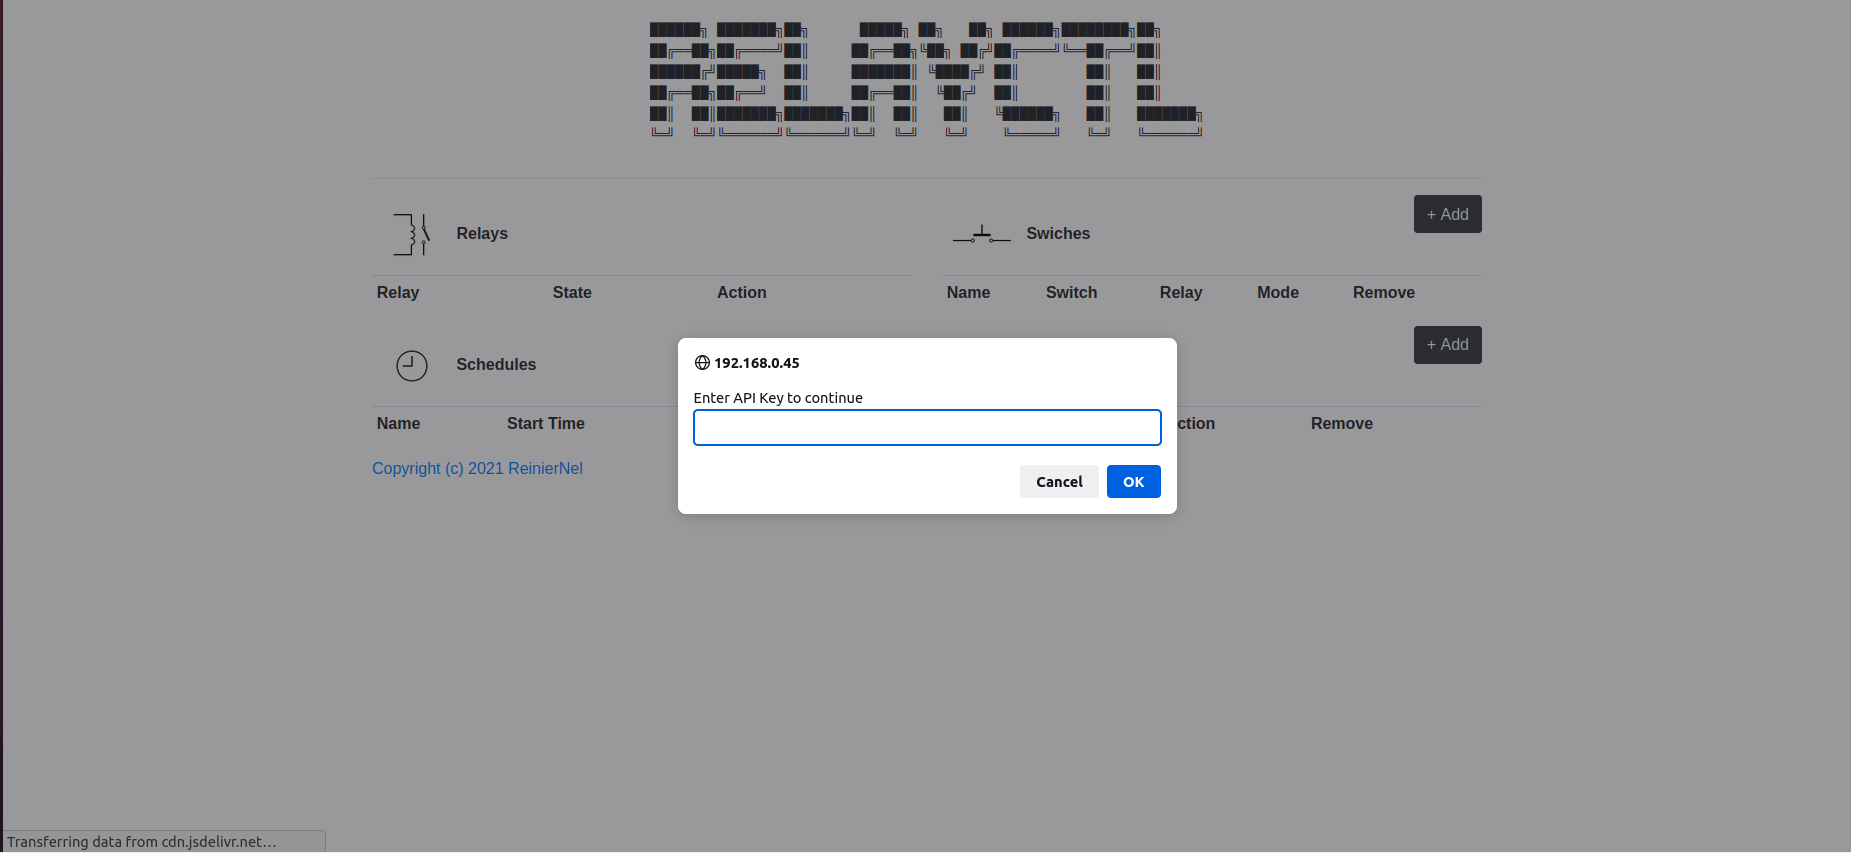 RELAYCTL
Relays
Swiches
+ Add
Relay State Action
Name Switch Relay Mode Remove
192.168.0.45
Enter API Key to continue
Cancel OK
Schedules
+ Add
Name Start Time ction Remove
Copyright (c) 2021 ReinierNel
Transferring data from cdn.jsdelivr.net…